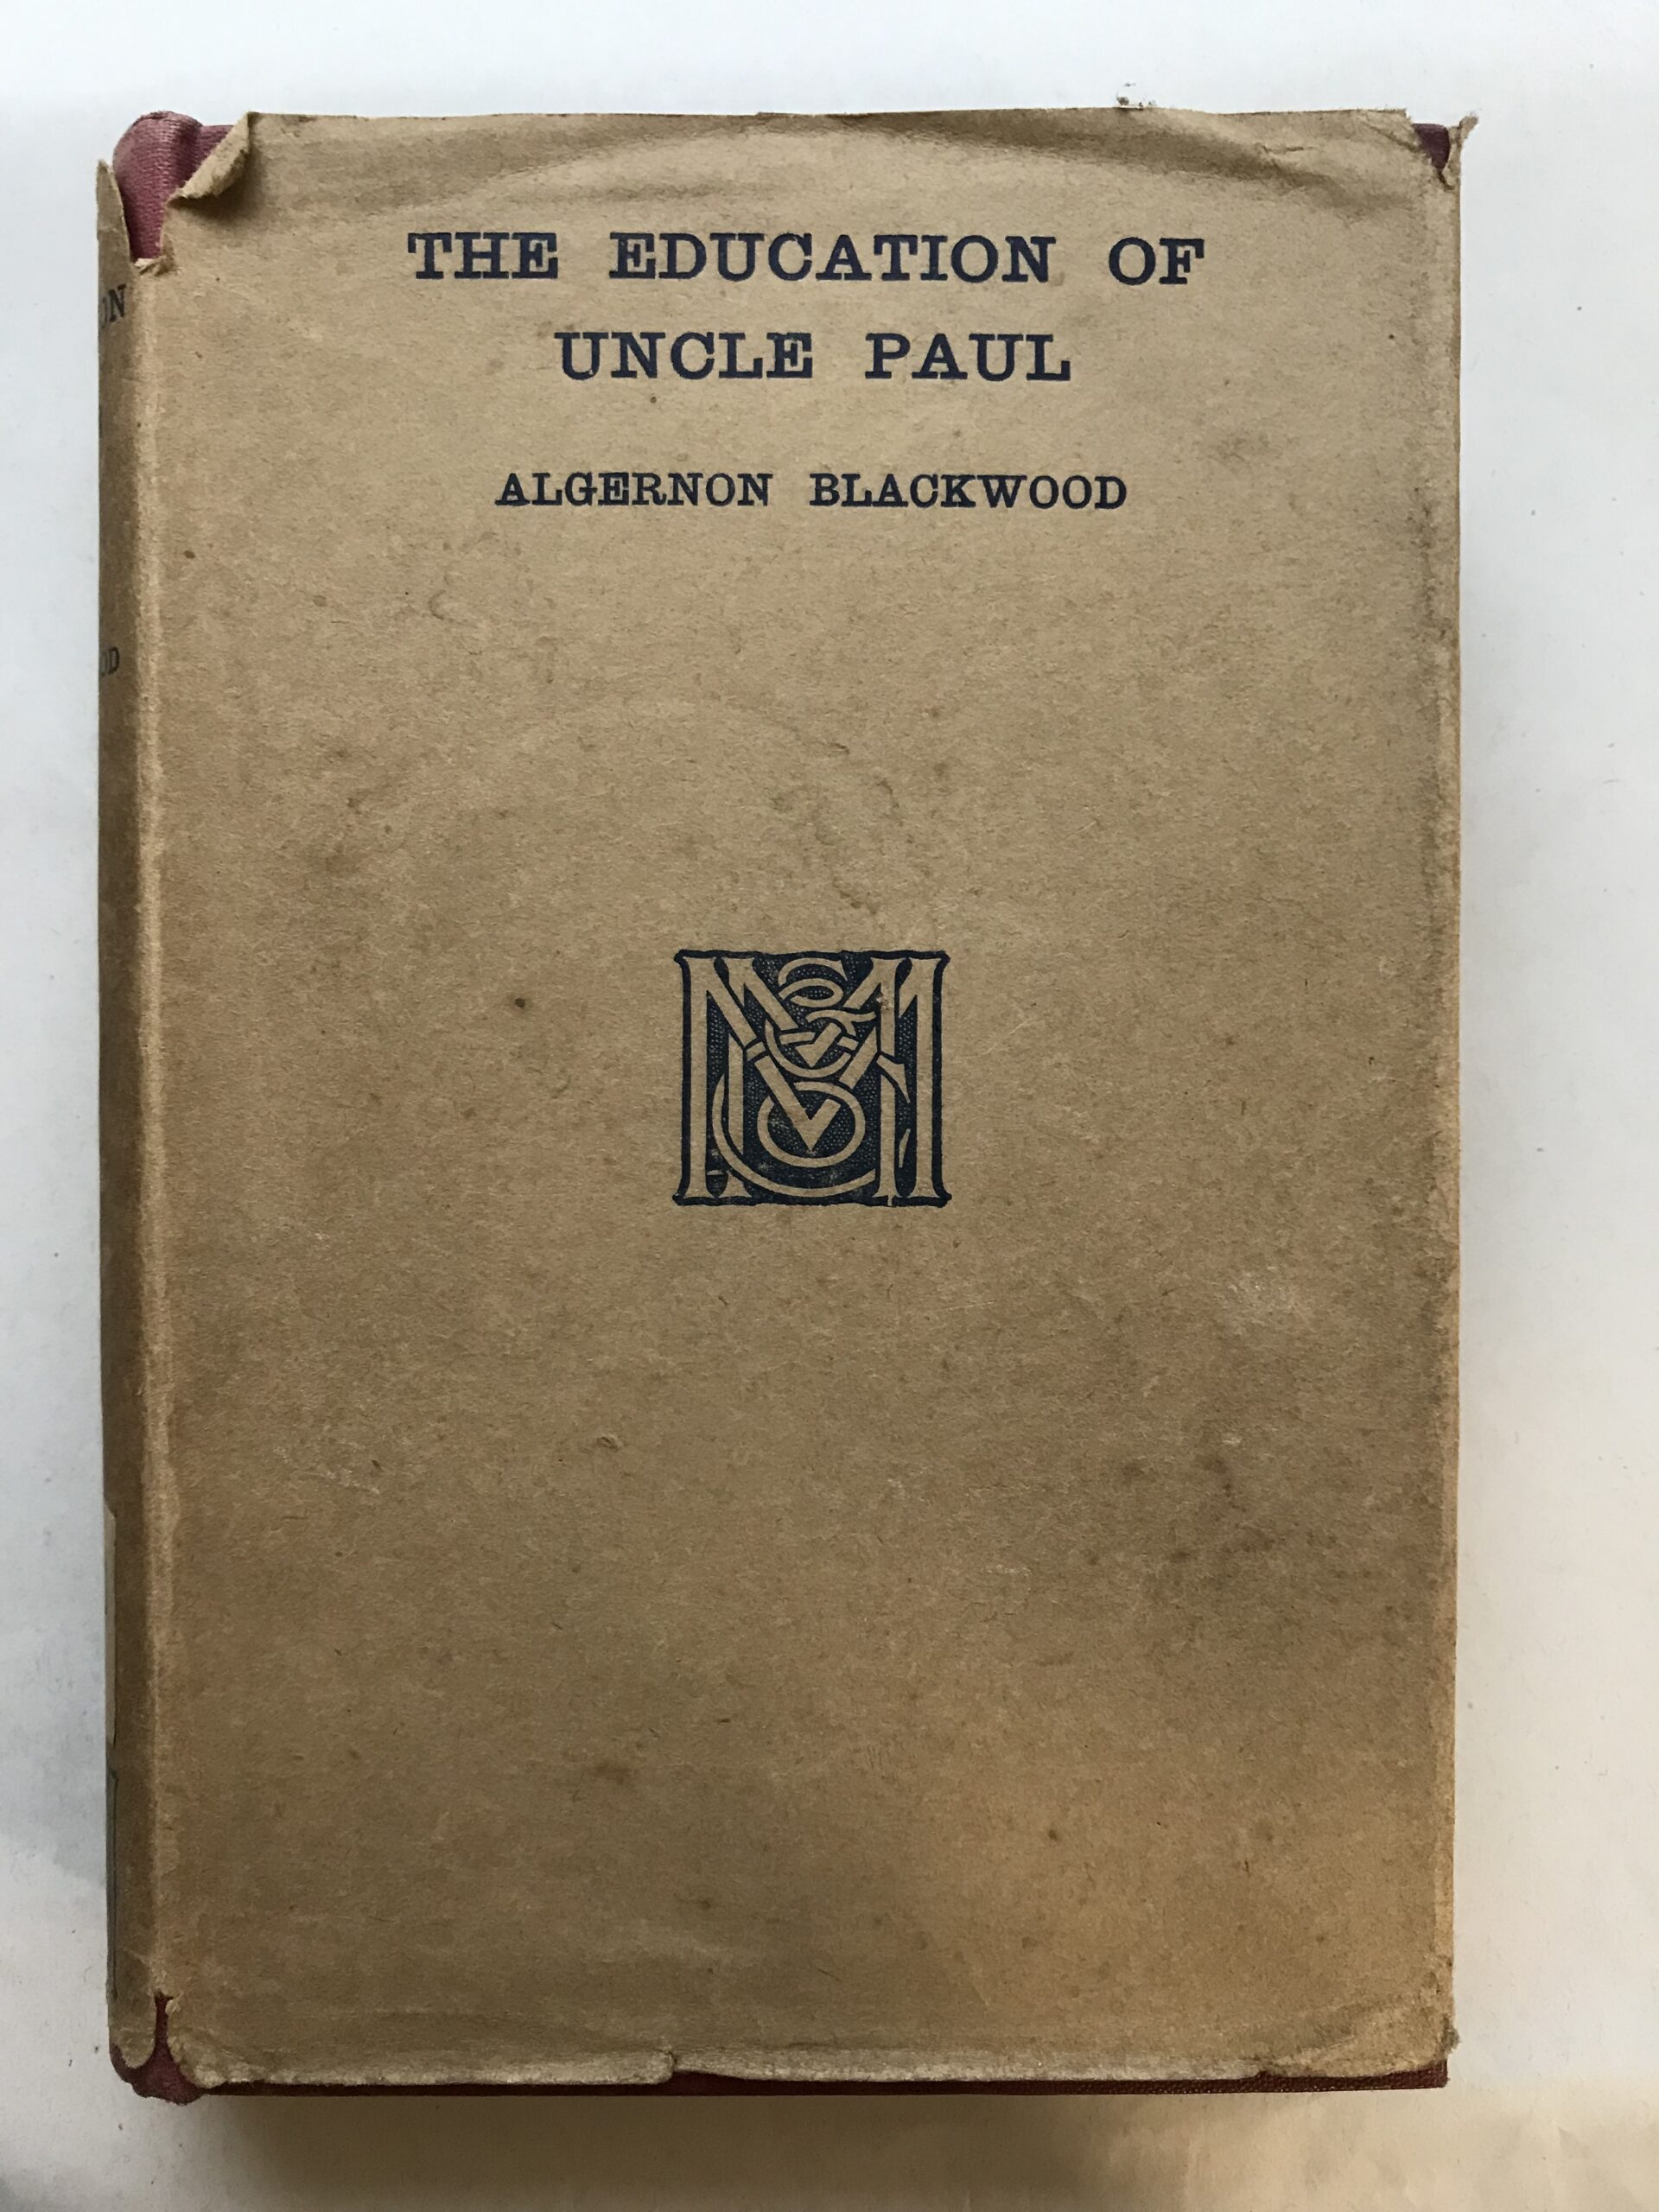 THE EDUCATION OF
UNCLE PAUL
ALGERNON BLACKWOOD